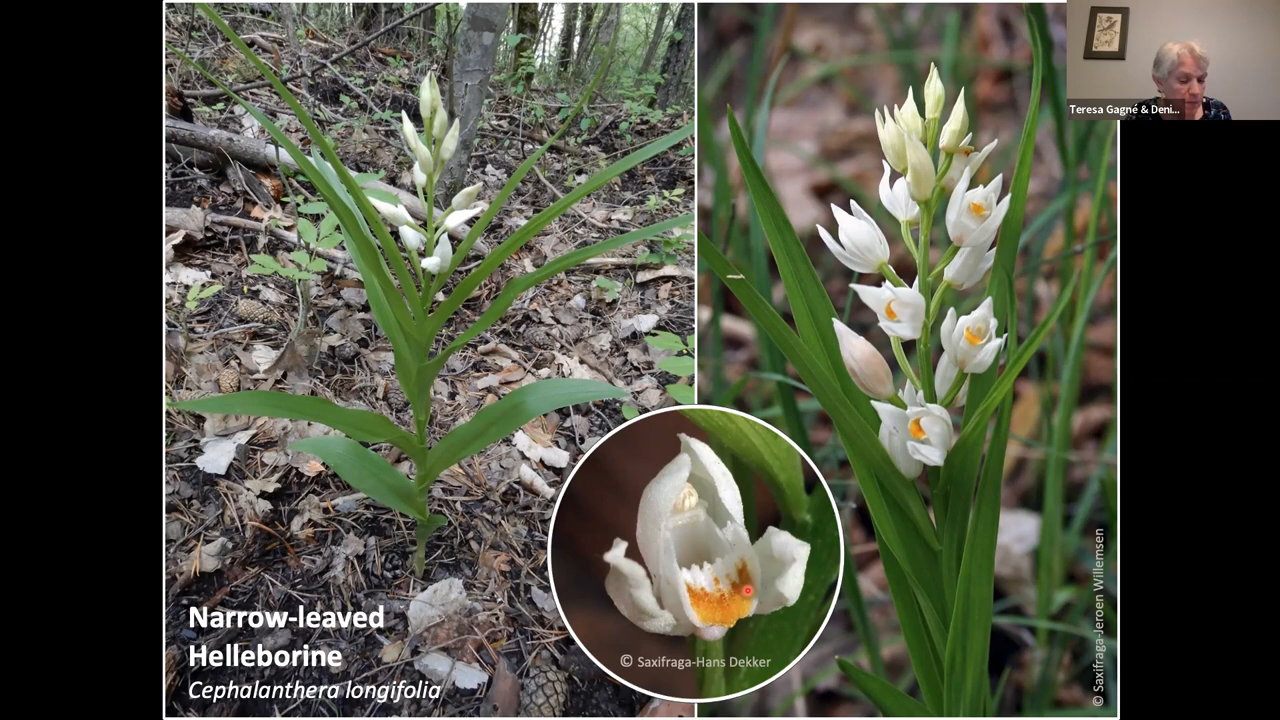 Teresa Gagné & Deni...
Narrow-leaved
Helleborine
Cephalanthera longifolia
© Saxifraga-Hans Dekker
© Saxifraga-Jeroen Willemsen